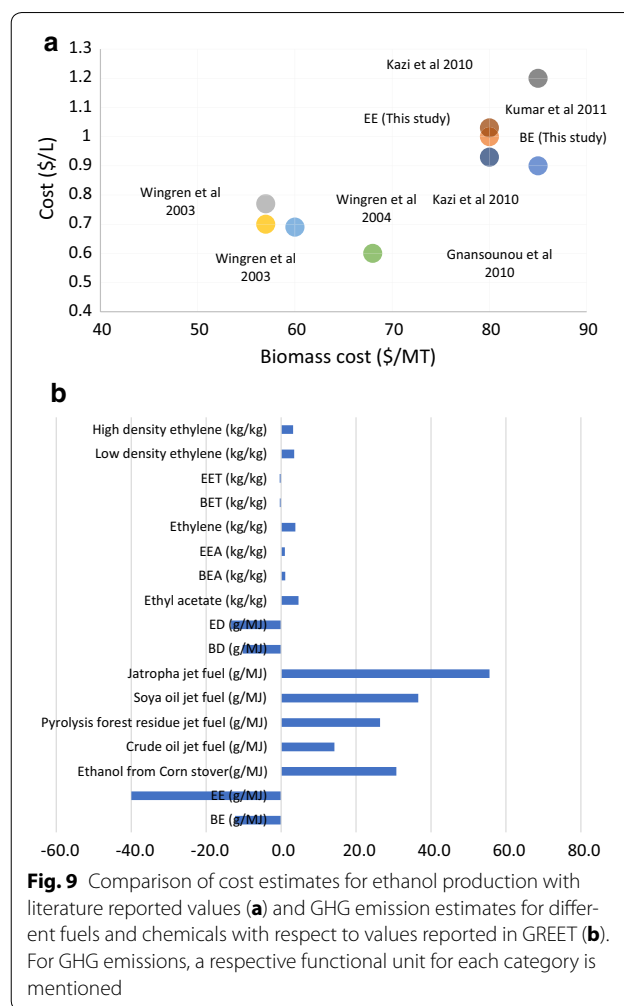 a
1.3
1.2
1.1
1
0.9
0.8
0.7
0.6
0.5
0.4
Cost ($/L)
Kazi et al 2010
Kumar et al 2011
EE (This study)
BE (This study)
Wingren et al
2003
Wingren et al
2004
Kazi et al 2010
Wingren et al
2003
Gnansounou et al
2010
40
50
60
70
80
90
Biomass cost ($/MT)
b
High density ethylene (kg/kg)
Low density ethylene (kg/kg)
EET (kg/kg)
BET (kg/kg)
Ethylene (kg/kg)
EEA (kg/kg)
BEA (kg/kg)
Ethyl acetate (kg/kg)
ED (g/MJ)
BD (g/MJ)
Jatropha jet fuel (g/MJ)
Soya oil jet fuel (g/MJ)
Pyrolysis forest residue jet fuel (g/MJ)
Crude oil jet fuel (g/MJ)
Ethanol from Corn stover(g/MJ)
EE (g/MJ)
BE (g/MJ)
-60.0
-40.0
-20.0
0.0
20.0
40.0
60.0
80.0
Fig. 9 Comparison of cost estimates for ethanol production with
literature reported values (a) and GHG emission estimates for differ-
ent fuels and chemicals with respect to values reported in GREET (b).
For GHG emissions, a respective functional unit for each category is
mentioned